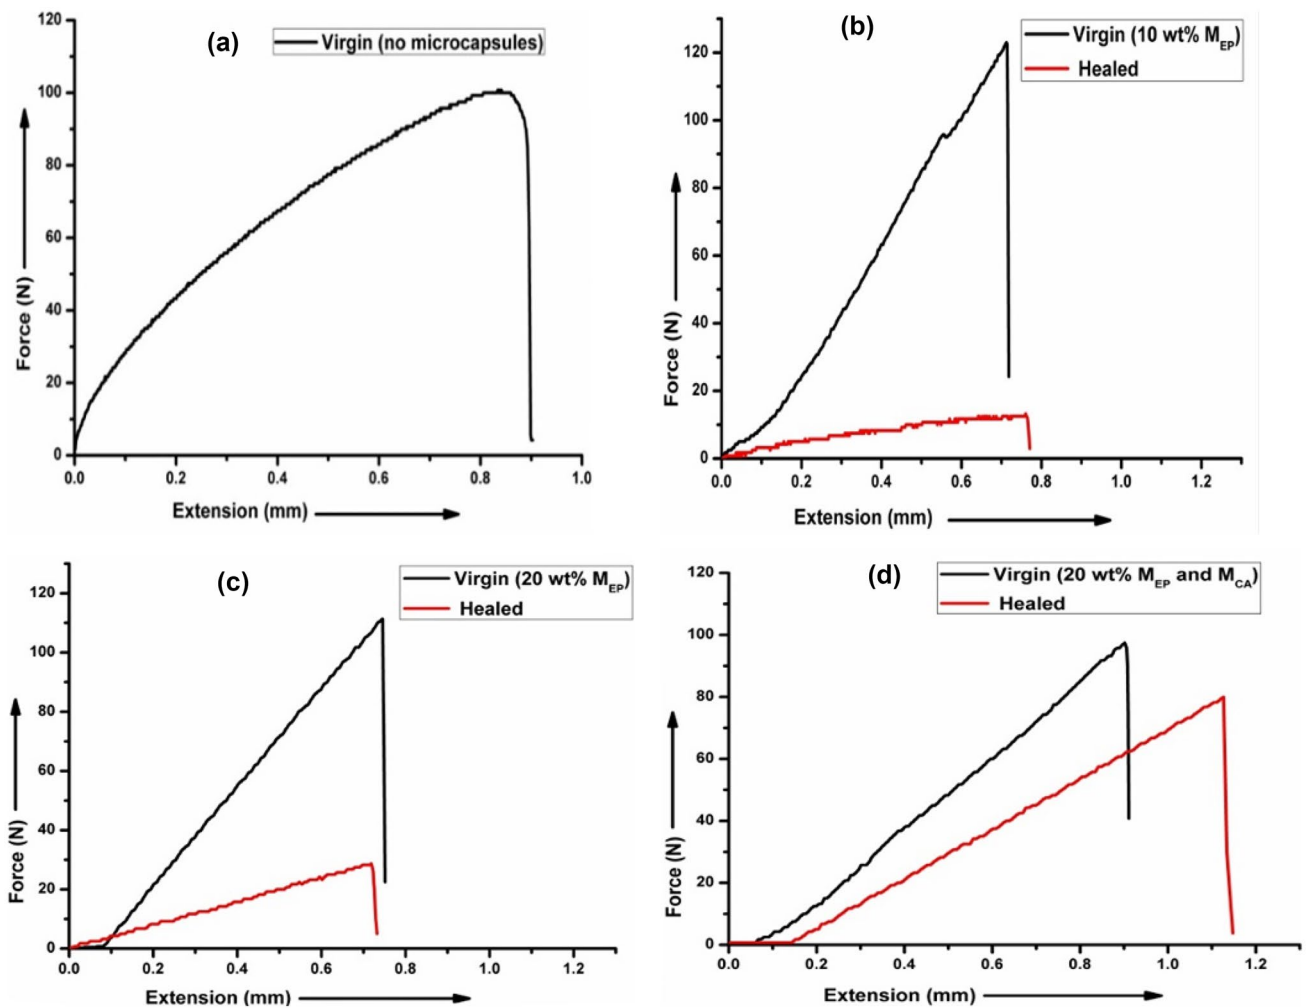 (a)
Virgin (no microcapsules)
120
100
80
60
40
20
0
Force (N)
0.0 0.2 0.4 0.6 0.8 1.0
Extension (mm)
(b)
Virgin (10 wt% M_EP)
Healed
120
100
80
60
40
20
0
Force (N)
0.0 0.2 0.4 0.6 0.8 1.0 1.2
Extension (mm)
(c)
Virgin (20 wt% M_EP)
Healed
120
100
80
60
40
20
0
Force (N)
0.0 0.2 0.4 0.6 0.8 1.0 1.2
Extension (mm)
(d)
Virgin (20 wt% M_EP and M_CA)
Healed
120
100
80
60
40
20
0
Force (N)
0.0 0.2 0.4 0.6 0.8 1.0 1.2
Extension (mm)